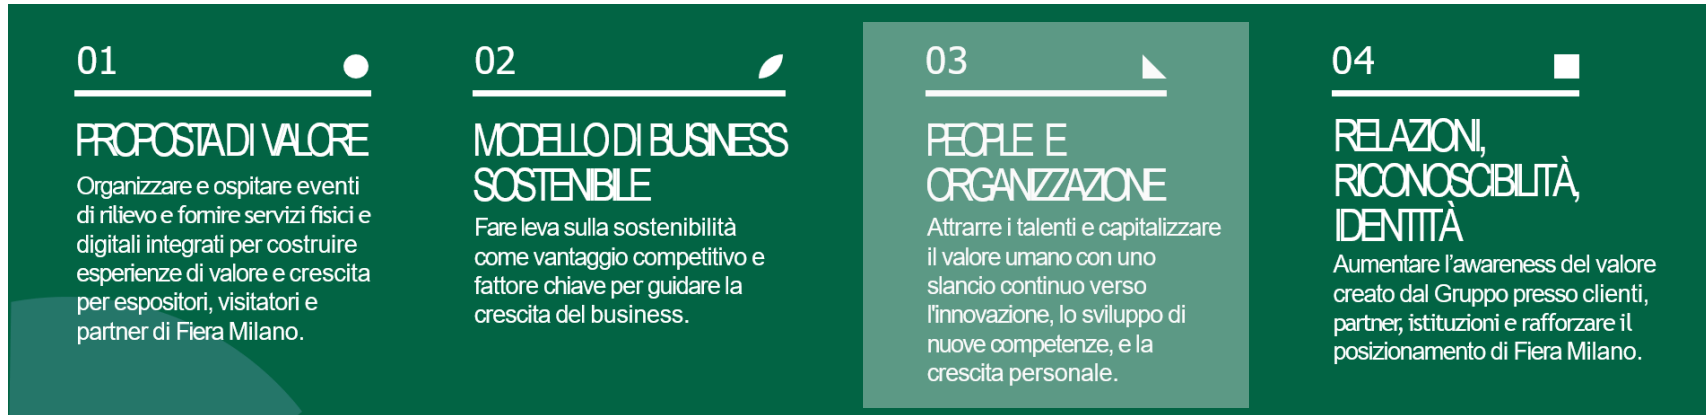 01
PROPOSTA DI VALORE
Organizzare e ospitare eventi
di rilievo e fornire servizi fisici e
digitali integrati per costruire
esperienze di valore e crescita
per espositori, visitatori e
partner di Fiera Milano.
02
MODELLO DI BUSINESS
SOSTENIBILE
Fare leva sulla sostenibilità
come vantaggio competitivo e
fattore chiave per guidare la
crescita del business.
03
PEOPLE E
ORGANIZZAZIONE
Attrarre i talenti e capitalizzare
il valore umano con uno
slancio continuo verso
l'innovazione, lo sviluppo di
nuove competenze, e la
crescita personale.
04
RELAZIONI,
RICONOSCIBILITÀ,
IDENTITÀ
Aumentare l’awareness del valore
creato dal Gruppo presso clienti,
partner, istituzioni e rafforzare il
posizionamento di Fiera Milano.